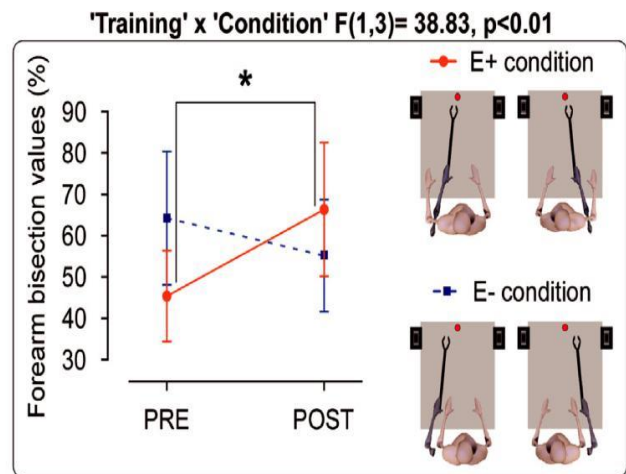 'Training' x 'Condition' F(1,3)= 38.83, p<0.01
*
E+ condition
Forearm bisection values (%)
90
80
70
60
50
40
30
PRE
POST
E- condition